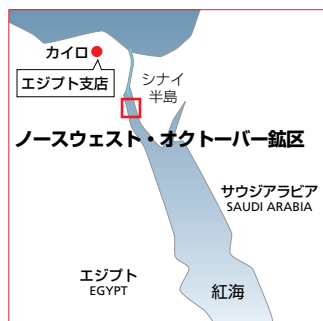 カイロ
エジプト支店
シナイ
半島
ノースウェスト・オクトーバー鉱区
サウジアラビア
SAUDI ARABIA
エジプト
EGYPT
紅海